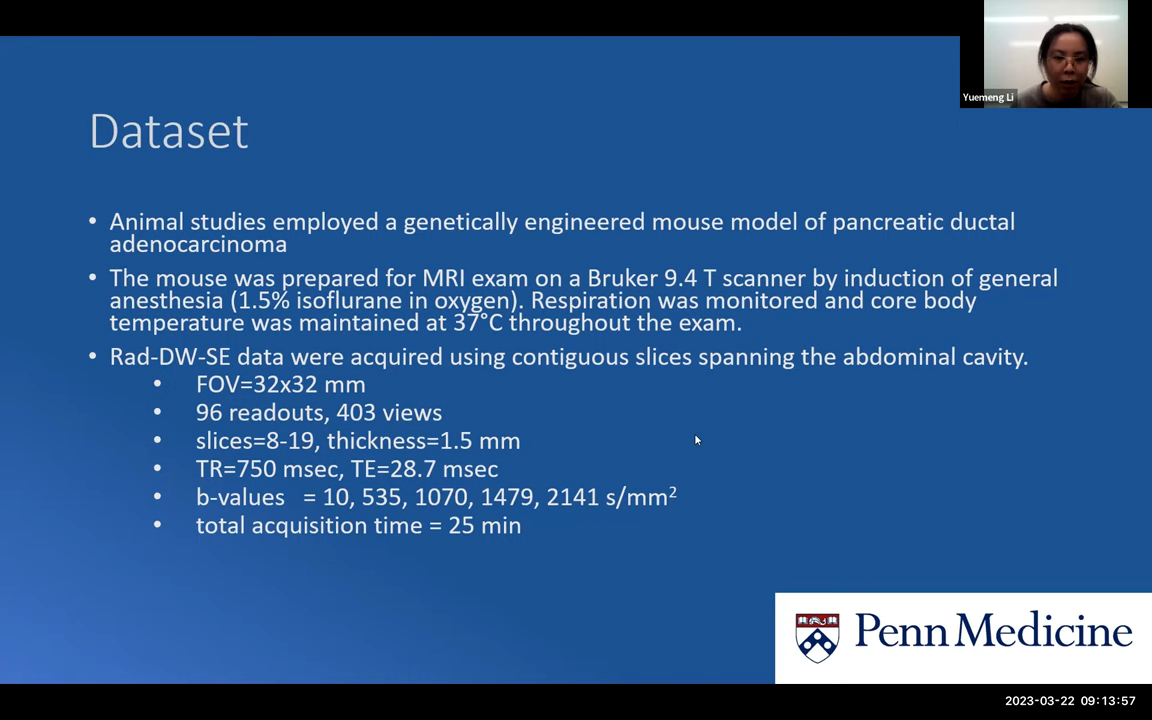 Yuemeng Li
Dataset
• Animal studies employed a genetically engineered mouse model of pancreatic ductal
adenocarcinoma
• The mouse was prepared for MRI exam on a Bruker 9.4 T scanner by induction of general
anesthesia (1.5% isoflurane in oxygen). Respiration was monitored and core body
temperature was maintained at 37°C throughout the exam.
• Rad-DW-SE data were acquired using contiguous slices spanning the abdominal cavity.
• FOV=32x32 mm
• 96 readouts, 403 views
• slices=8-19, thickness=1.5 mm
• TR=750 msec, TE=28.7 msec
• b-values = 10, 535, 1070, 1479, 2141 s/mm²
• total acquisition time = 25 min
Penn Medicine
2023-03-22 09:13:57